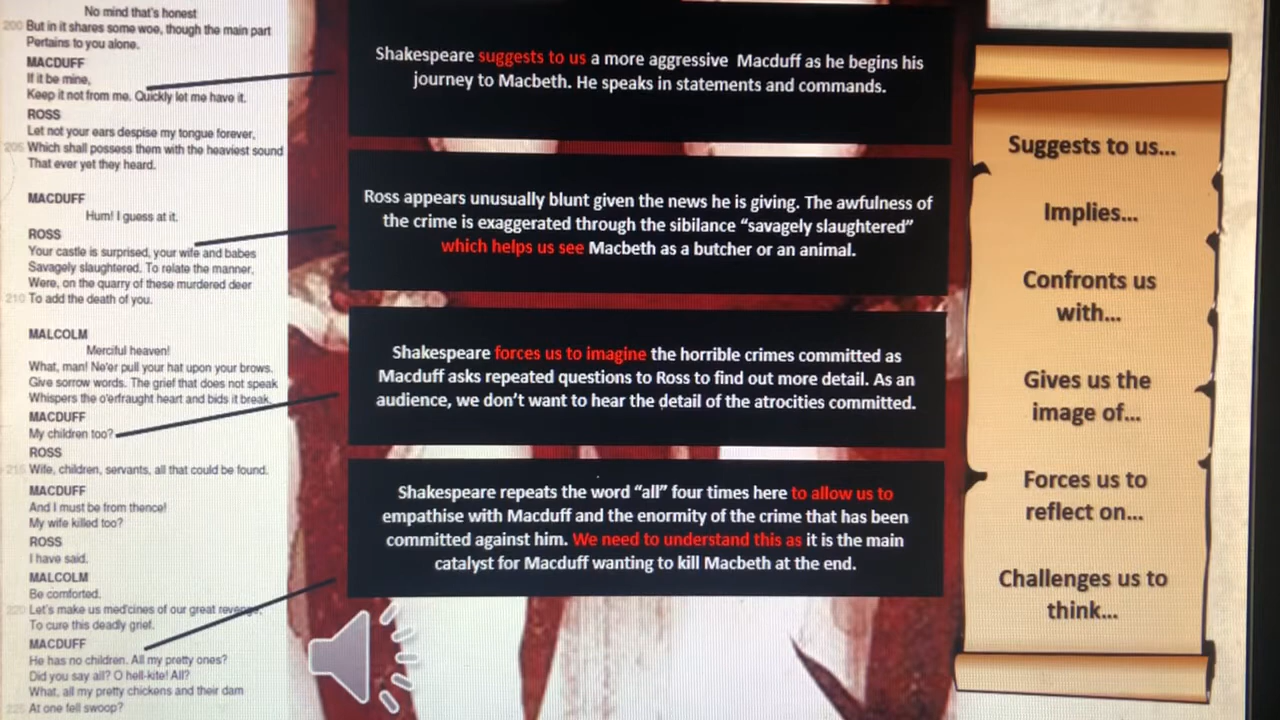 No mind that's honest
200 But in it shares some woe, though the main part
Pertains to you alone.
MACDUFF
If it be mine,
Keep it not from me. Quickly let me have it.
ROSS
Let not your ears despise my tongue forever,
205 Which shall possess them with the heaviest sound
That ever yet they heard.
MACDUFF
Hum! I guess at it.
ROSS
Your castle is surprised, your wife and babes
Savagely slaughtered. To relate the manner,
Were, on the quarry of these murdered deer
210 To add the death of you.
MALCOLM
Merciful heaven!
What, man! Ne'er pull your hat upon your brows.
Give sorrow words. The grief that does not speak
Whispers the o'erfraught heart and bids it break.
MACDUFF
My children too?
ROSS
215 Wife, children, servants, all that could be found.
MACDUFF
And I must be from thence!
My wife killed too?
ROSS
I have said.
MALCOLM
Be comforted.
220 Let's make us med'cines of our great revenge,
To cure this deadly grief.
MACDUFF
He has no children. All my pretty ones?
Did you say all? O hell-kite! All?
What, all my pretty chickens and their dam
225 At one fell swoop?
Shakespeare suggests to us a more aggressive Macduff as he begins his
journey to Macbeth. He speaks in statements and commands.
Ross appears unusually blunt given the news he is giving. The awfulness of
the crime is exaggerated through the sibilance “savagely slaughtered”
which helps us see Macbeth as a butcher or an animal.
Shakespeare forces us to imagine the horrible crimes committed as
Macduff asks repeated questions to Ross to find out more detail. As an
audience, we don’t want to hear the detail of the atrocities committed.
Shakespeare repeats the word “all” four times here to allow us to
empathise with Macduff and the enormity of the crime that has been
committed against him. We need to understand this as it is the main
catalyst for Macduff wanting to kill Macbeth at the end.
Suggests to us...
Implies...
Confronts us
with...
Gives us the
image of...
Forces us to
reflect on...
Challenges us to
think...